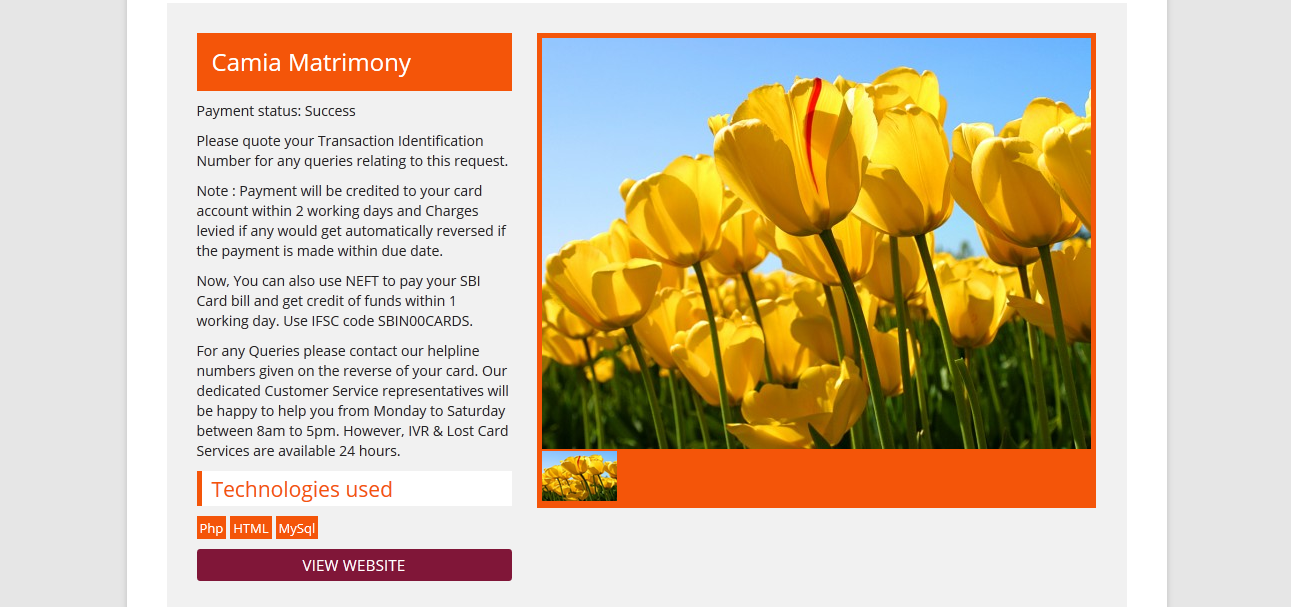 Camia Matrimony
Payment status: Success
Please quote your Transaction Identification
Number for any queries relating to this request.
Note : Payment will be credited to your card
account within 2 working days and Charges
levied if any would get automatically reversed if
the payment is made within due date.
Now, You can also use NEFT to pay your SBI
Card bill and get credit of funds within 1
working day. Use IFSC code SBIN00CARDS.
For any Queries please contact our helpline
numbers given on the reverse of your card. Our
dedicated Customer Service representatives will
be happy to help you from Monday to Saturday
between 8am to 5pm. However, IVR & Lost Card
Services are available 24 hours.
Technologies used
Php HTML MySql
VIEW WEBSITE